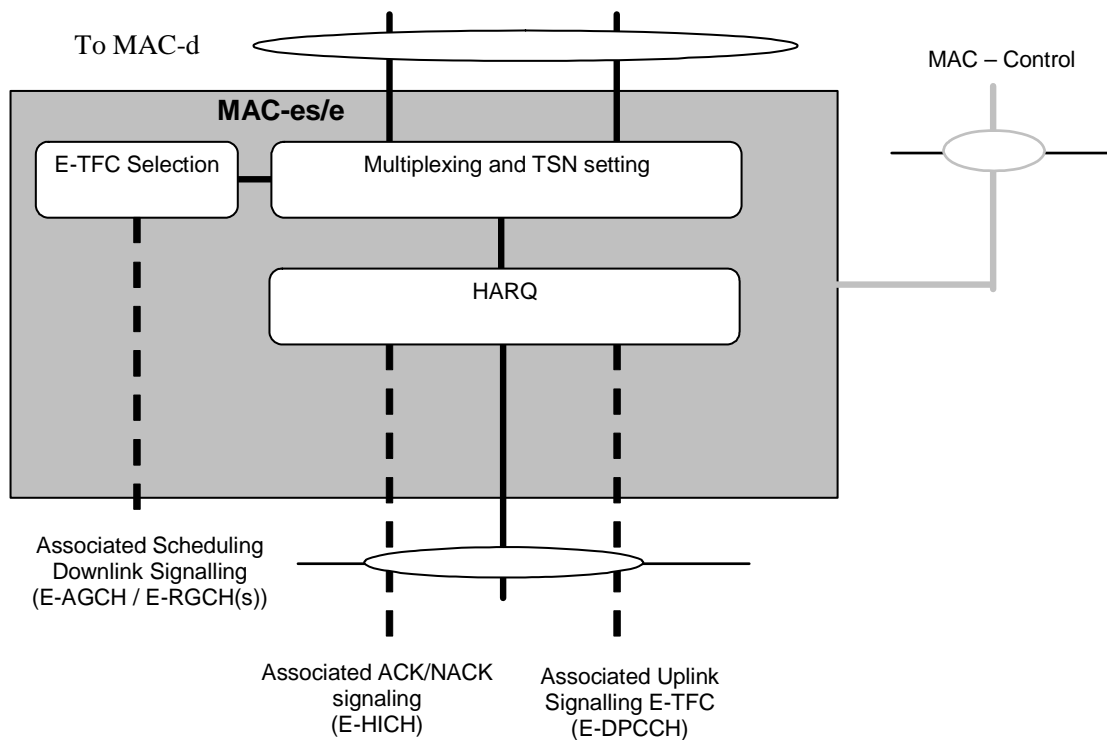 To MAC-d
MAC – Control
MAC-es/e
E-TFC Selection
Multiplexing and TSN setting
HARQ
Associated Scheduling
Downlink Signalling
(E-AGCH / E-RGCH(s))
Associated ACK/NACK
signaling
(E-HICH)
Associated Uplink
Signalling E-TFC
(E-DPCCH)